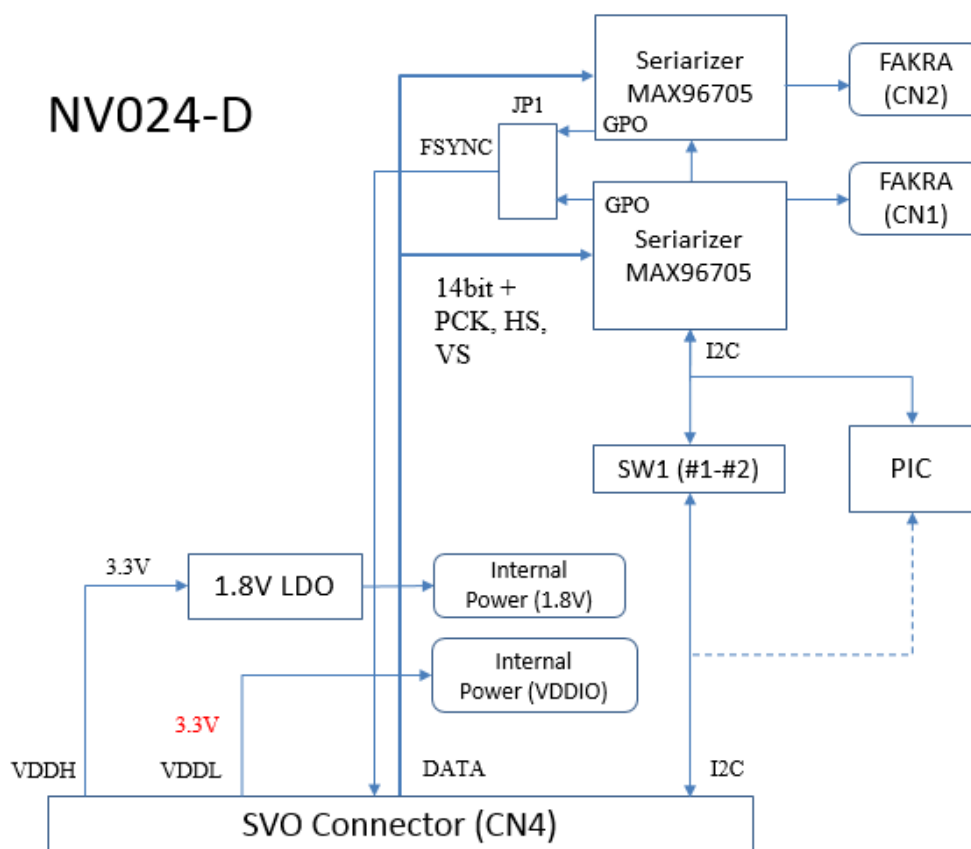 NV024-D
Seriarizer
MAX96705
GPO
FAKRA
(CN2)
JP1
FSYNC
GPO
Seriarizer
MAX96705
FAKRA
(CN1)
14bit +
PCK, HS,
VS
I2C
SW1 (#1-#2)
PIC
3.3V
1.8V LDO
Internal
Power (1.8V)
Internal
Power (VDDIO)
3.3V
VDDH
VDDL
DATA
I2C
SVO Connector (CN4)